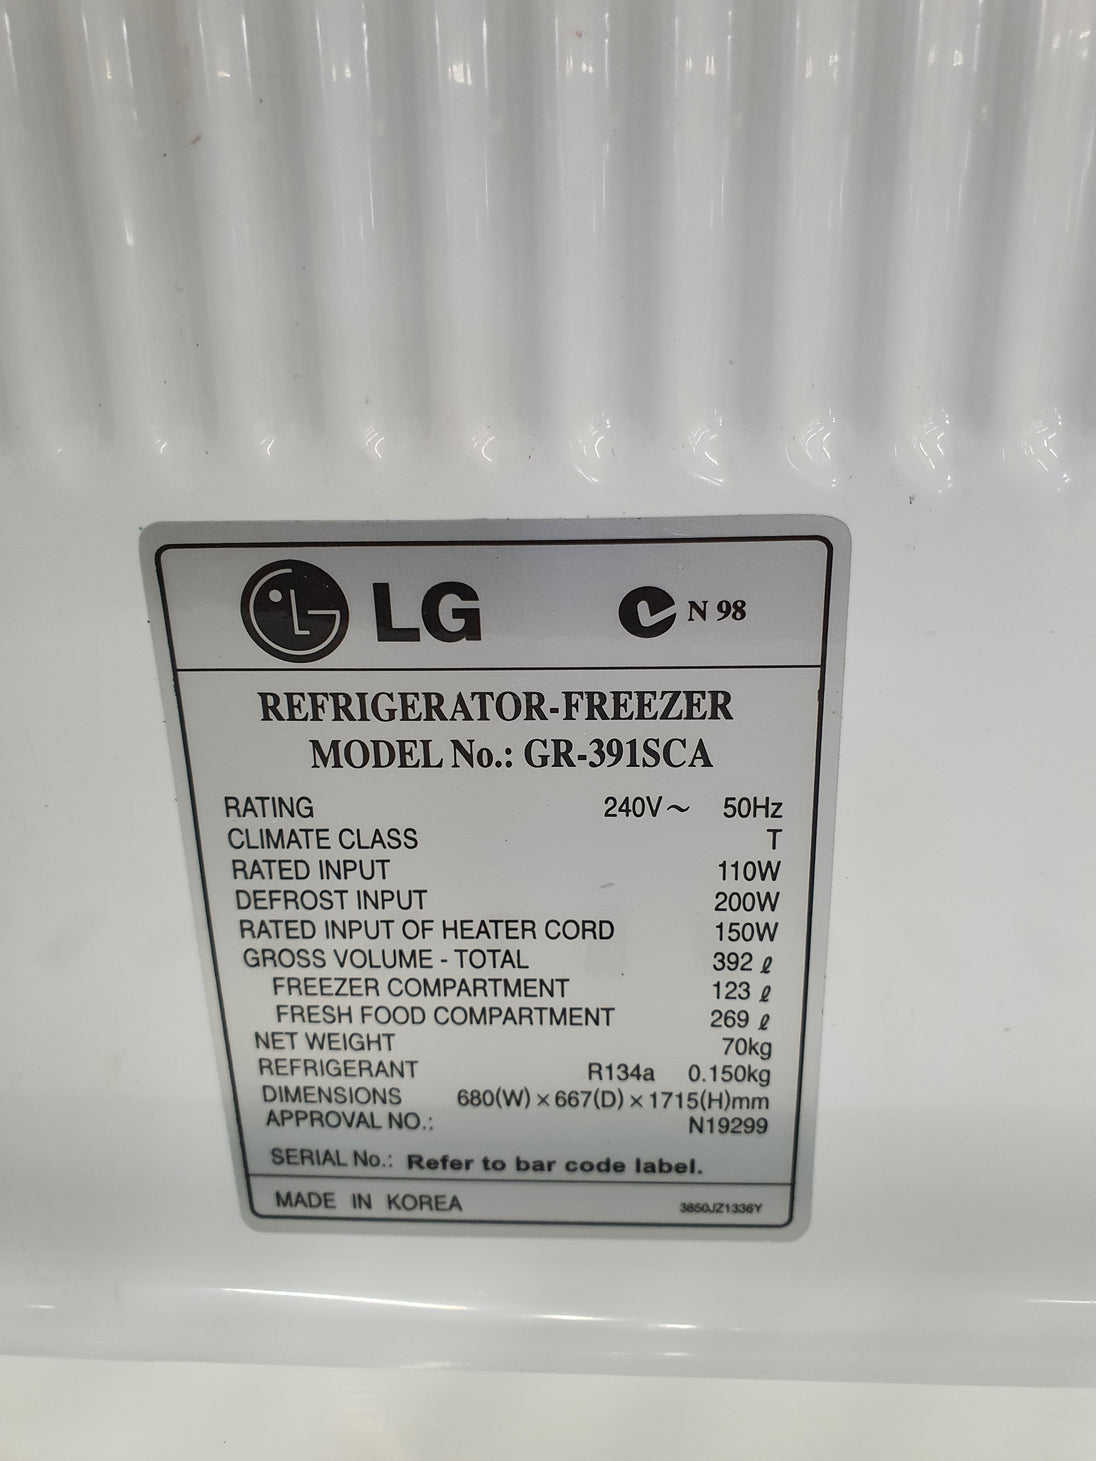 LG N 98
REFRIGERATOR-FREEZER
MODEL No.: GR-391SCA
RATING 240V~ 50Hz
CLIMATE CLASS T
RATED INPUT 110W
DEFROST INPUT 200W
RATED INPUT OF HEATER CORD 150W
GROSS VOLUME - TOTAL 392 ℓ
FREEZER COMPARTMENT 123 ℓ
FRESH FOOD COMPARTMENT 269 ℓ
NET WEIGHT 70kg
REFRIGERANT R134a 0.150kg
DIMENSIONS 680(W) × 667(D) × 1715(H)mm
APPROVAL NO.: N19299
SERIAL No.: Refer to bar code label.
MADE IN KOREA 3850JZ1336Y